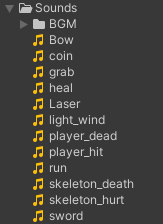 Sounds
BGM
Bow
coin
grab
heal
Laser
light_wind
player_dead
player_hit
run
skeleton_death
skeleton_hurt
sword